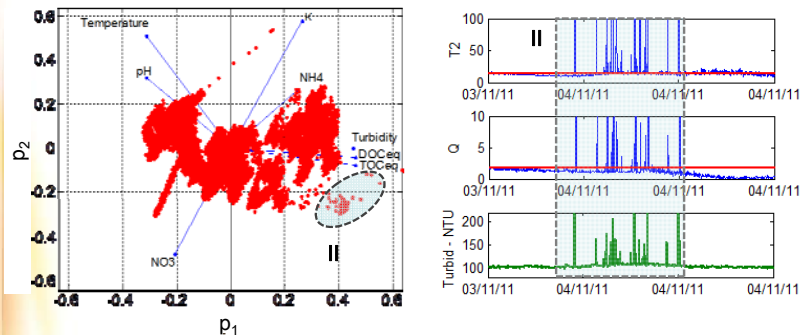 0.6
0.4
0.2
0
-0.2
-0.4
-0.6
p2
Temperature
K
pH
NH4
Turbidity
DOCeq
TOCeq
NO3
II
-0.6 -0.4 -0.2 0 0.2 0.4 0.6
p1
100
50
0
T2
II
03/11/11 04/11/11 04/11/11 04/11/11
10
5
0
Q
03/11/11 04/11/11 04/11/11 04/11/11
200
150
100
Turbid - NTU
03/11/11 04/11/11 04/11/11 04/11/11